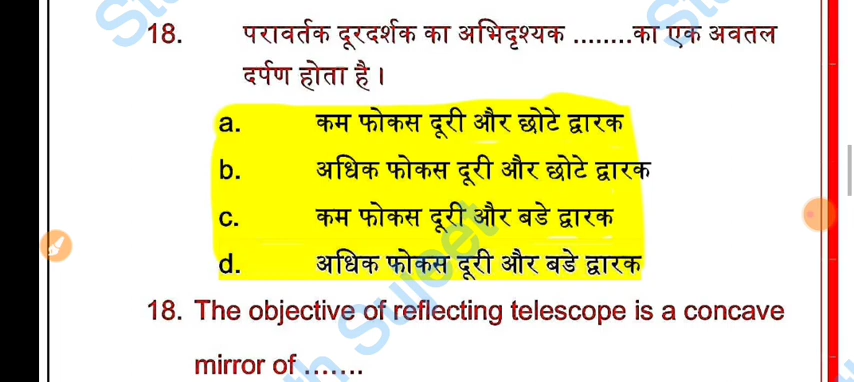 18. परावर्तक दूरदर्शक का अभिदृश्यक ........का एक अवतल
दर्पण होता है।
a. कम फोकस दूरी और छोटे द्वारक
b. अधिक फोकस दूरी और छोटे द्वारक
c. कम फोकस दूरी और बडे द्वारक
d. अधिक फोकस दूरी और बडे द्वारक
18. The objective of reflecting telescope is a concave
mirror of .......